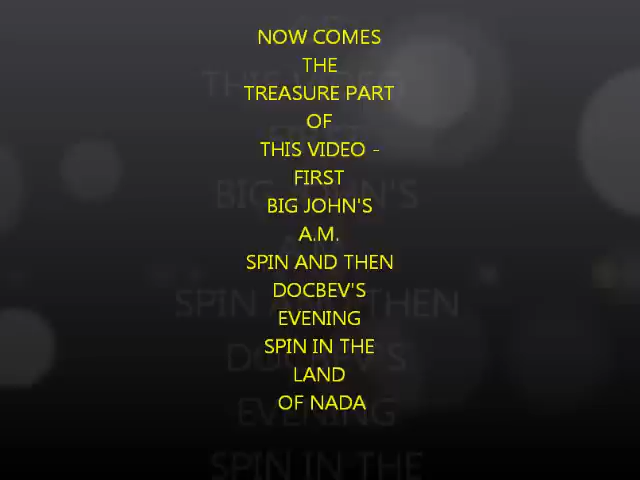 NOW COMES
THE
TREASURE PART
OF
THIS VIDEO -
FIRST
BIG JOHN'S
A.M.
SPIN AND THEN
DOCBEV'S
EVENING
SPIN IN THE
LAND
OF NADA